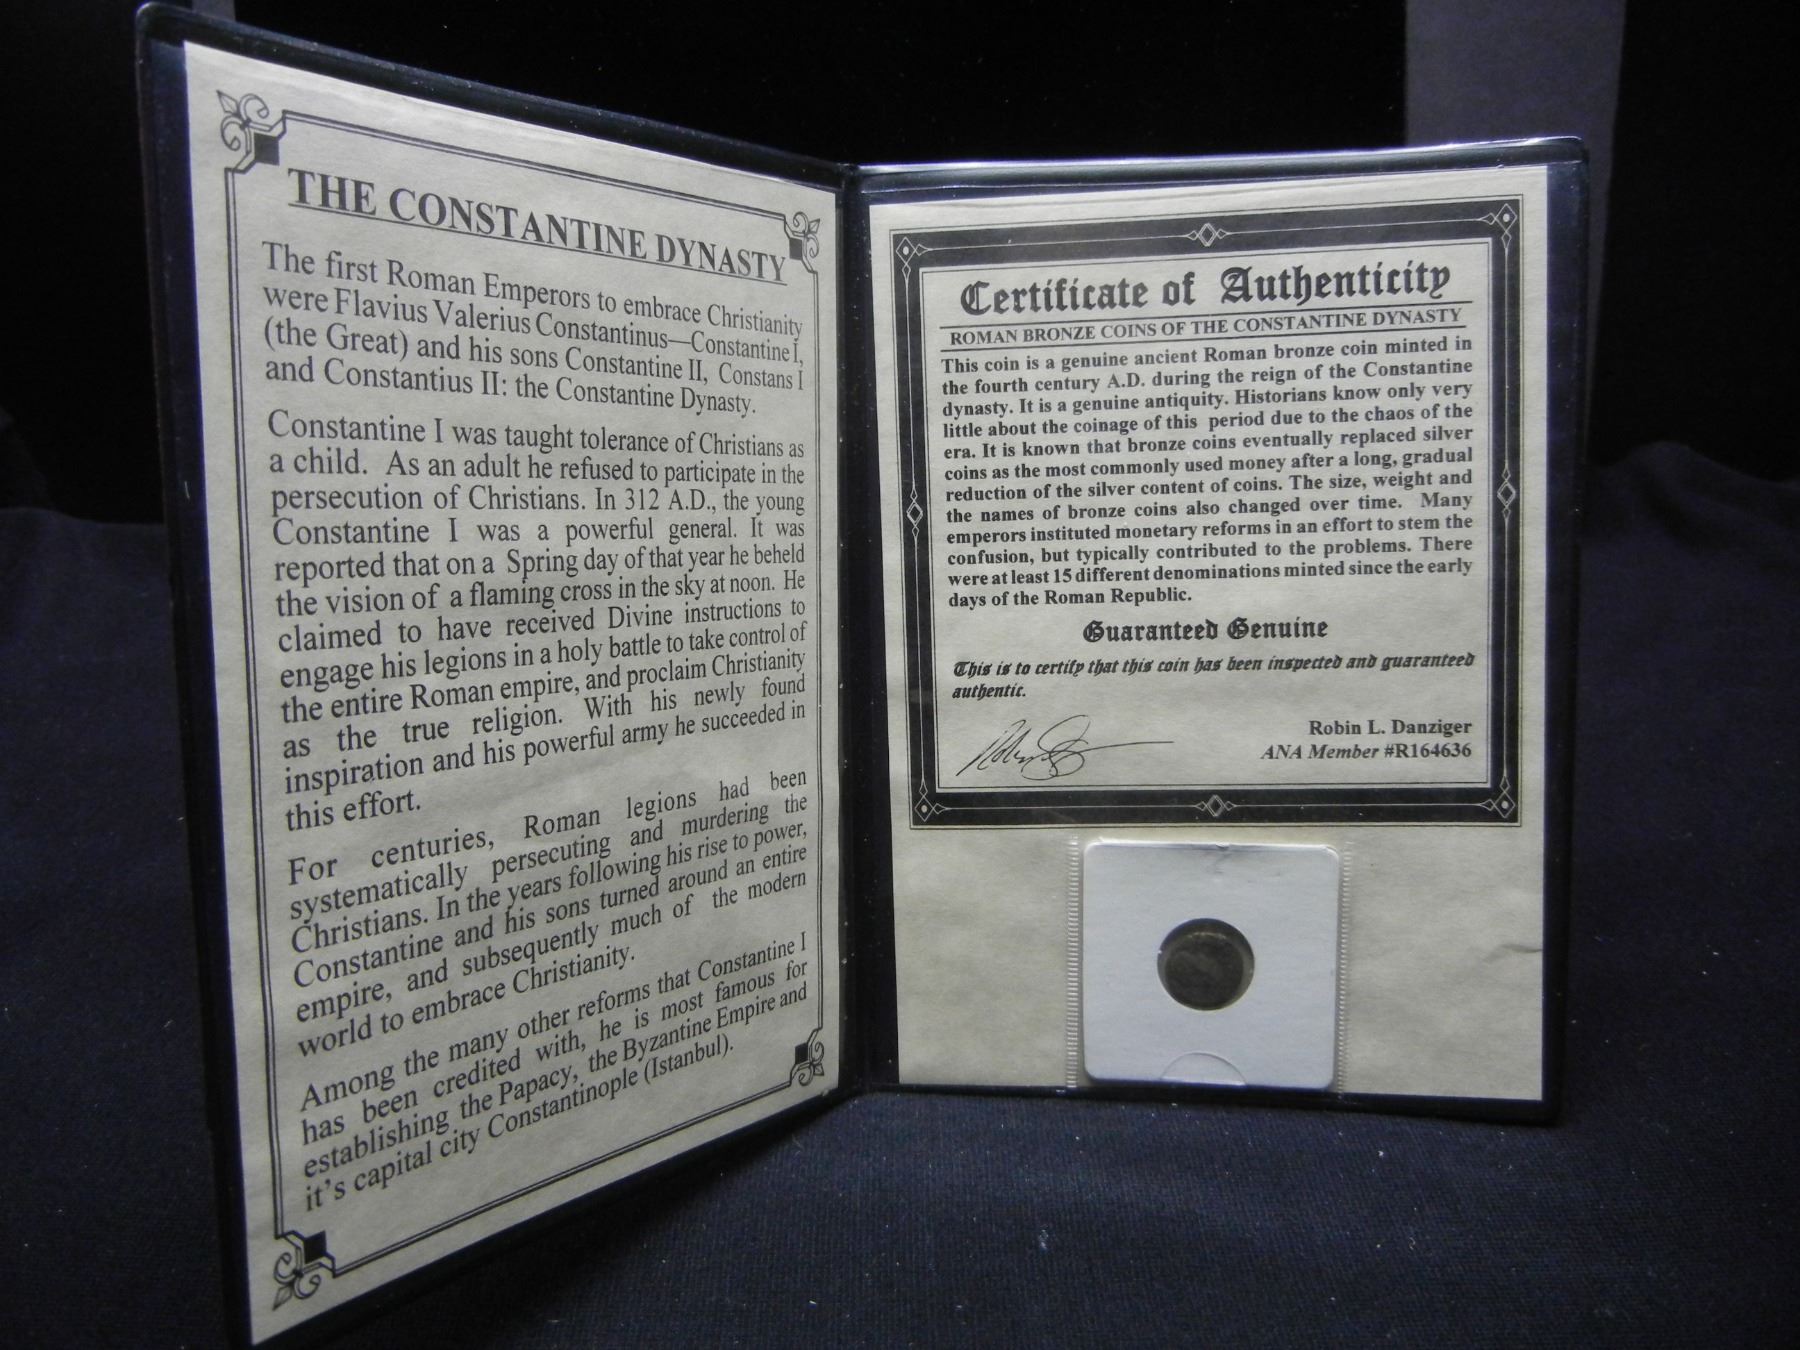 THE CONSTANTINE DYNASTY
The first Roman Emperors to embrace Christianity
were Flavius Valerius Constantinus—Constantine I,
(the Great) and his sons Constantine II, Constans I
and Constantius II: the Constantine Dynasty.
Constantine I was taught tolerance of Christians as
a child. As an adult he refused to participate in the
persecution of Christians. In 312 A.D., the young
Constantine I was a powerful general. It was
reported that on a Spring day of that year he beheld
the vision of a flaming cross in the sky at noon. He
claimed to have received Divine instructions to
engage his legions in a holy battle to take control of
the entire Roman empire, and proclaim Christianity
as the true religion. With his newly found
inspiration and his powerful army he succeeded in
this effort.
For centuries, Roman legions had been
systematically persecuting and murdering the
Christians. In the years following his rise to power,
Constantine and his sons turned around an entire
empire, and subsequently much of the modern
world to embrace Christianity.
Among the many other reforms that Constantine I
has been credited with, he is most famous for
establishing the Papacy, the Byzantine Empire and
it's capital city Constantinople (Istanbul).
Certificate of Authenticity
ROMAN BRONZE COINS OF THE CONSTANTINE DYNASTY
This coin is a genuine ancient Roman bronze coin minted in
the fourth century A.D. during the reign of the Constantine
dynasty. It is a genuine antiquity. Historians know only very
little about the coinage of this period due to the chaos of the
era. It is known that bronze coins eventually replaced silver
coins as the most commonly used money after a long, gradual
reduction of the silver content of coins. The size, weight and
the names of bronze coins also changed over time. Many
emperors instituted monetary reforms in an effort to stem the
confusion, but typically contributed to the problems. There
were at least 15 different denominations minted since the early
days of the Roman Republic.
Guaranteed Genuine
This is to certify that this coin has been inspected and guaranteed
authentic.
Robin L. Danziger
ANA Member #R164636